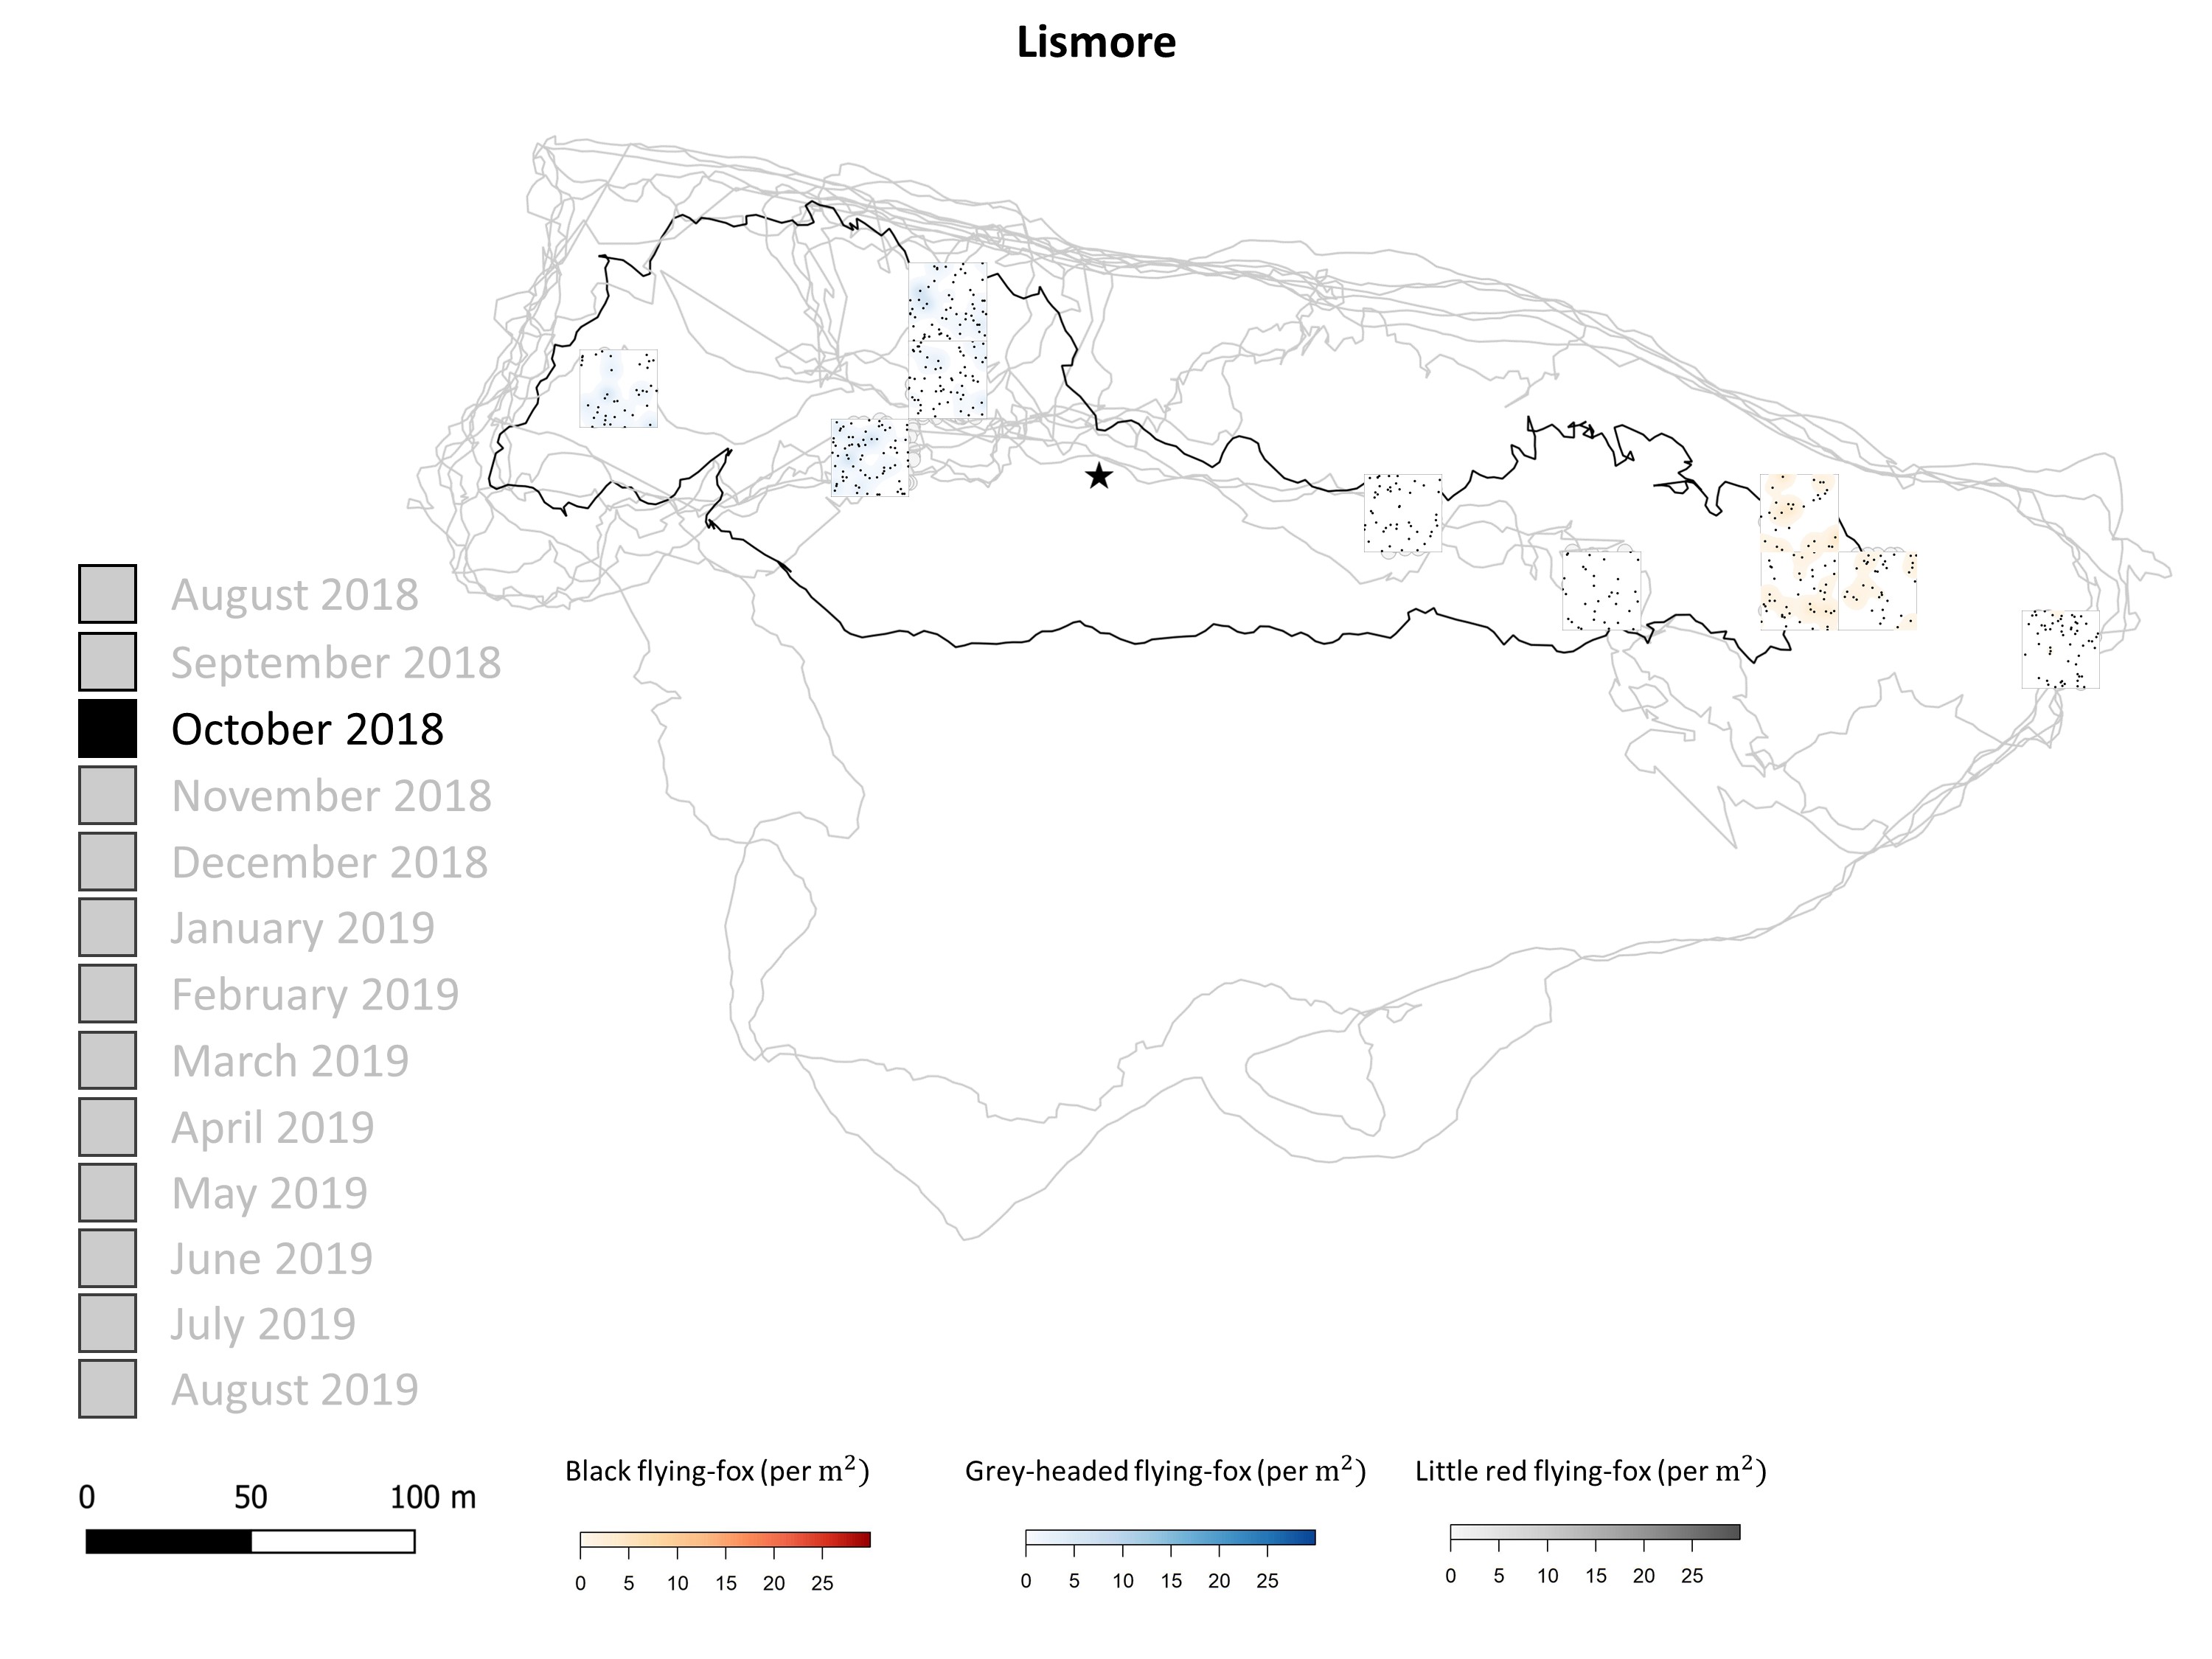 Lismore
August 2018
September 2018
October 2018
November 2018
December 2018
January 2019
February 2019
March 2019
April 2019
May 2019
June 2019
July 2019
August 2019
0 50 100 m
Black flying-fox (per m²)
0 5 10 15 20 25
Grey-headed flying-fox (per m²)
0 5 10 15 20 25
Little red flying-fox (per m²)
0 5 10 15 20 25